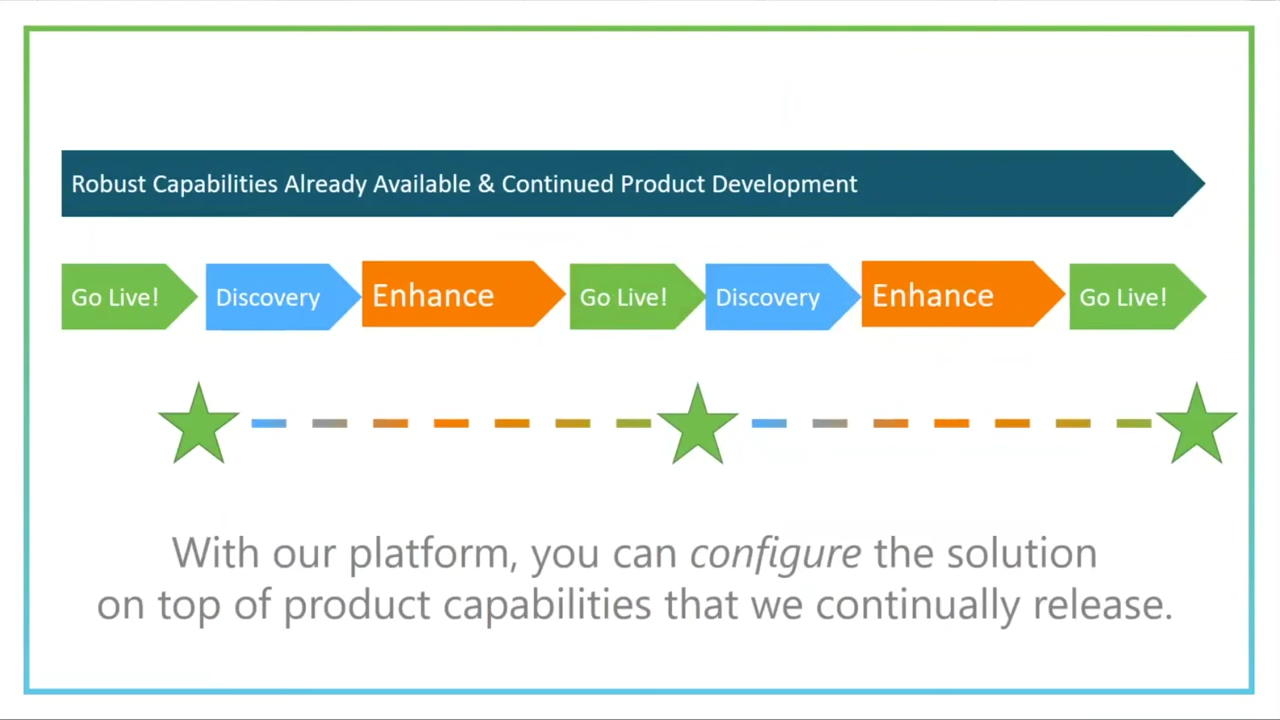 Robust Capabilities Already Available & Continued Product Development
Go Live!
Discovery
Enhance
Go Live!
Discovery
Enhance
Go Live!
With our platform, you can configure the solution
on top of product capabilities that we continually release.